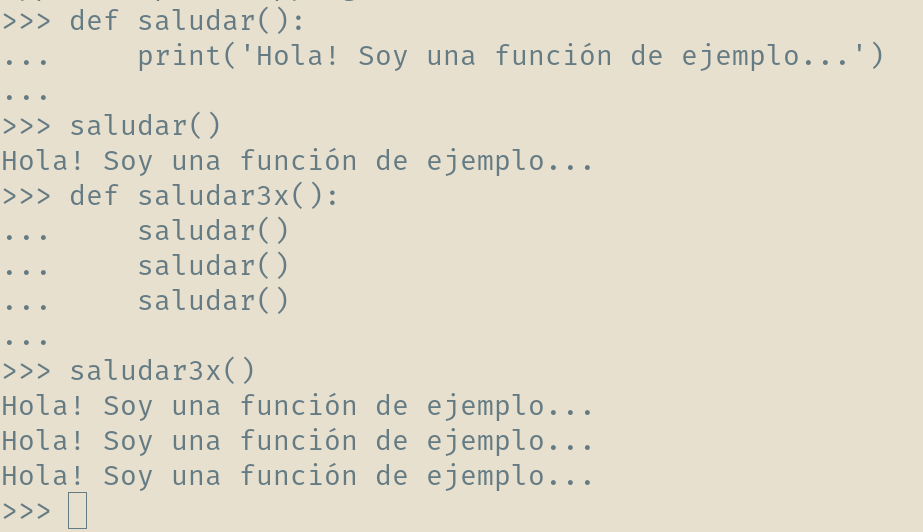 >>> def saludar():
...     print('Hola! Soy una función de ejemplo...')
...
>>> saludar()
Hola! Soy una función de ejemplo...
>>> def saludar3x():
...     saludar()
...     saludar()
...     saludar()
...
>>> saludar3x()
Hola! Soy una función de ejemplo...
Hola! Soy una función de ejemplo...
Hola! Soy una función de ejemplo...
>>>